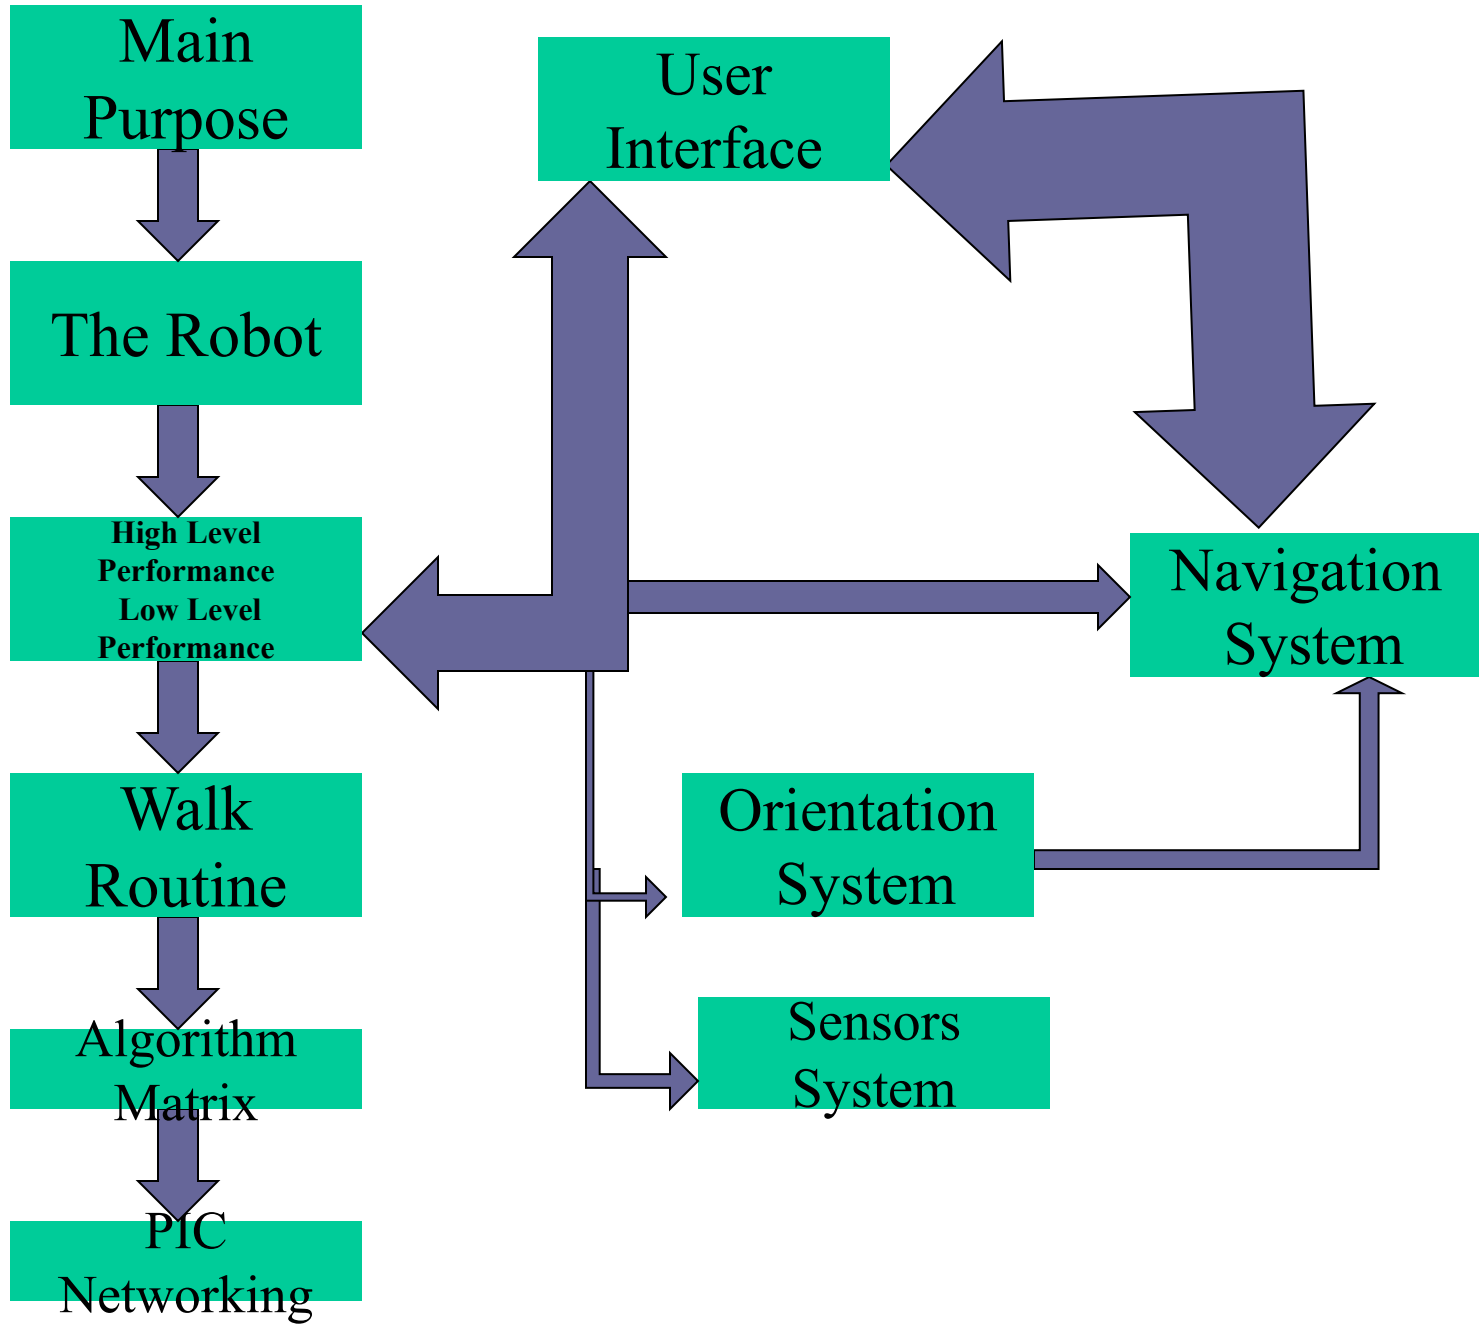 Main
Purpose
The Robot
High Level
Performance
Low Level
Performance
Walk
Routine
Algorithm
Matrix
PIC
Networking
User
Interface
Navigation
System
Orientation
System
Sensors
System